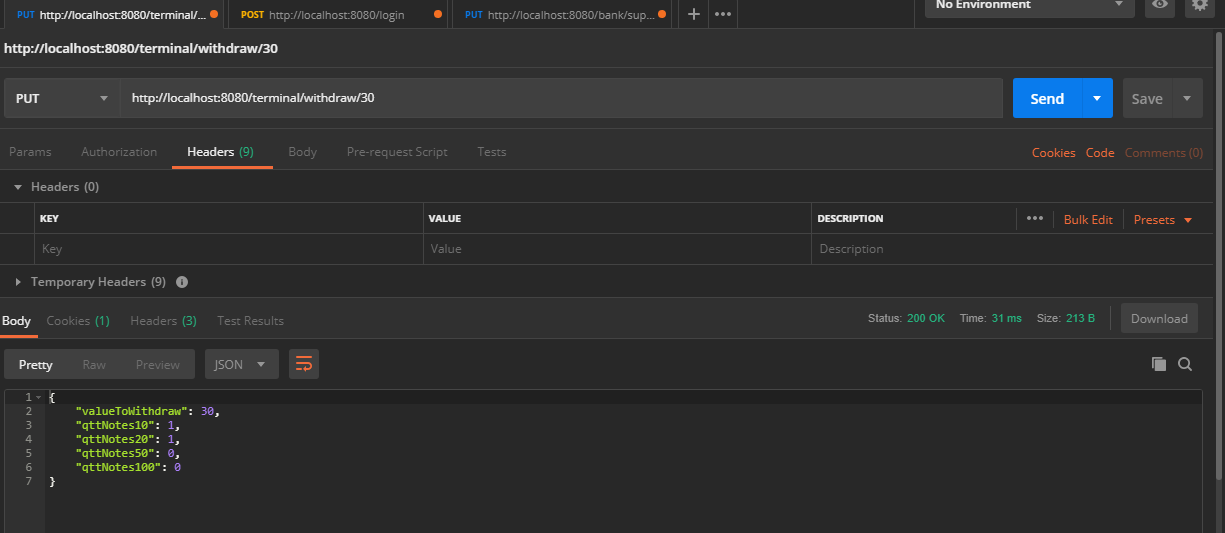 PUT http://localhost:8080/terminal/... POST http://localhost:8080/login PUT http://localhost:8080/bank/sup... + ••• No Environment
http://localhost:8080/terminal/withdraw/30
PUT http://localhost:8080/terminal/withdraw/30 Send Save
Params Authorization Headers (9) Body Pre-request Script Tests Cookies Code Comments (0)
Headers (0)
KEY VALUE DESCRIPTION ••• Bulk Edit Presets
Key Value Description
Temporary Headers (9) i
Body Cookies (1) Headers (3) Test Results Status: 200 OK Time: 31 ms Size: 213 B Download
Pretty Raw Preview JSON
1 {
2 "valueToWithdraw": 30,
3 "qttNotes10": 1,
4 "qttNotes20": 1,
5 "qttNotes50": 0,
6 "qttNotes100": 0
7 }